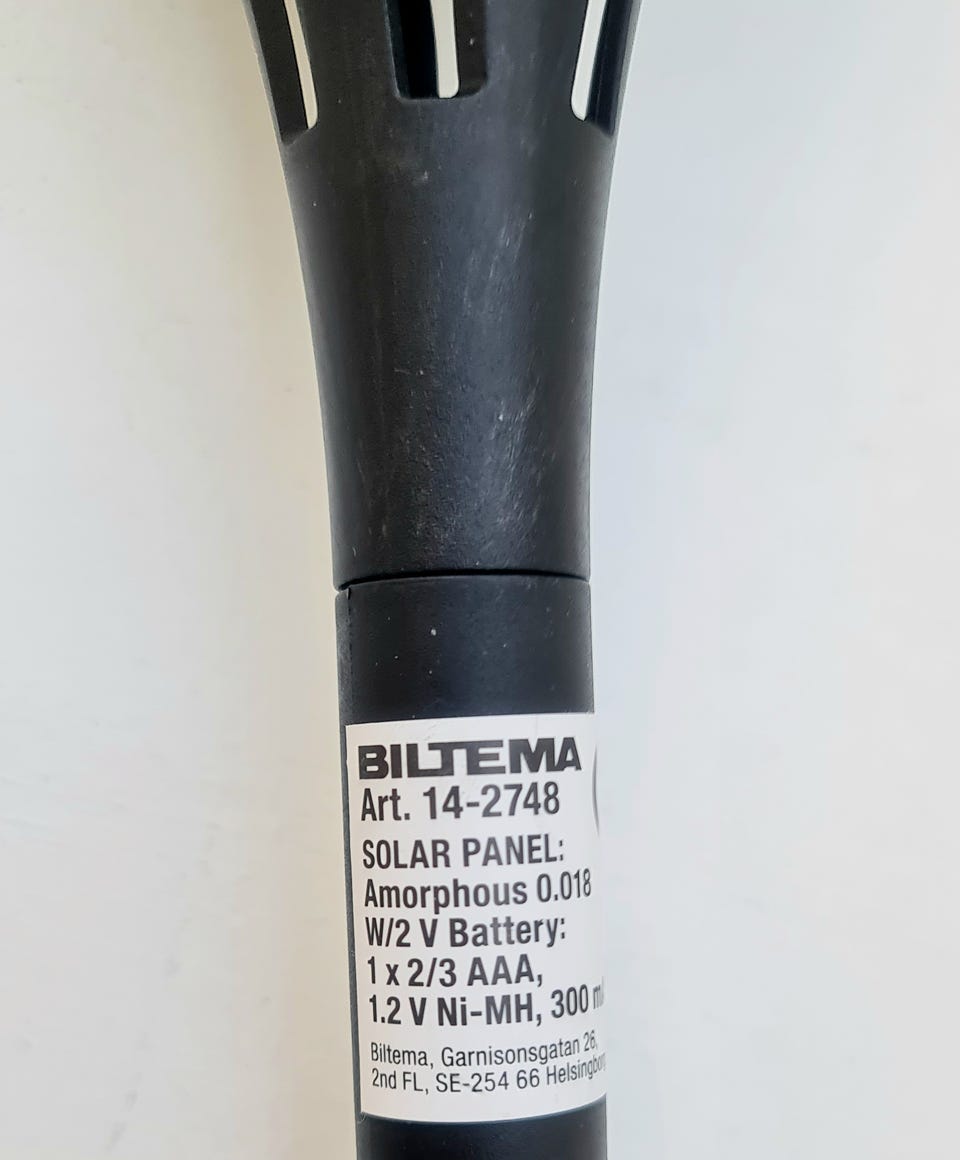 BILTEMA
Art. 14-2748
SOLAR PANEL:
Amorphous 0.018
W/2 V Battery:
1 x 2/3 AAA,
1.2 V Ni-MH, 300
Biltema, Garnisonsgatan 26,
2nd FL, SE-254 66 Helsingborg